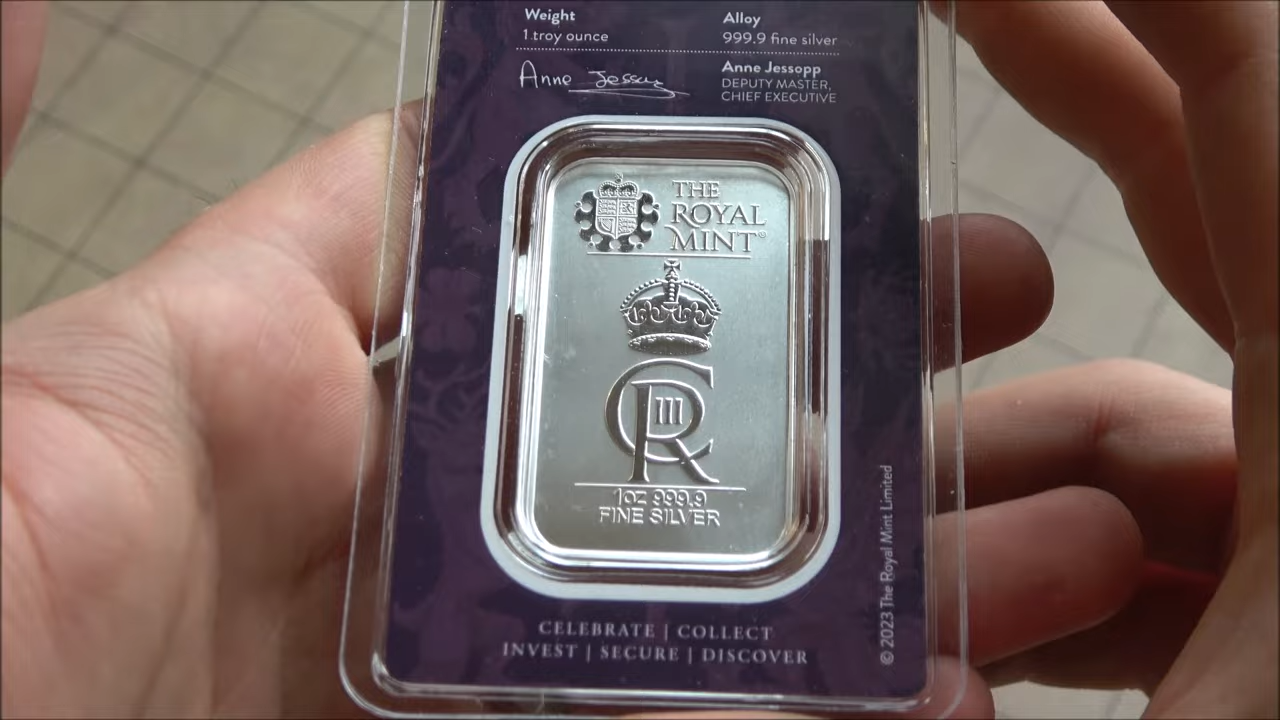 Weight
1 troy ounce
Alloy
999.9 fine silver
Anne Jessopp
Anne Jessopp
DEPUTY MASTER,
CHIEF EXECUTIVE
THE
ROYAL
MINT®
CR
III
1oz 999.9
FINE SILVER
CELEBRATE | COLLECT
INVEST | SECURE | DISCOVER
© 2023 The Royal Mint Limited